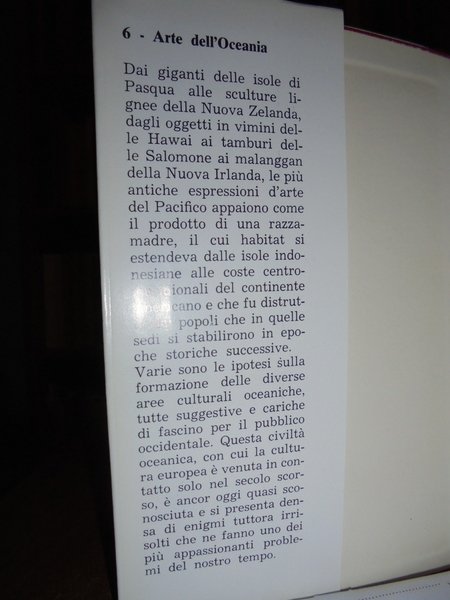 6 - Arte dell'Oceania
Dai giganti delle isole di
Pasqua alle sculture li-
gnee della Nuova Zelanda,
dagli oggetti in vimini del-
le Hawai ai tamburi del-
le Salomone ai malanggan
della Nuova Irlanda, le più
antiche espressioni d'arte
del Pacifico appaiono come
il prodotto di una razza-
madre, il cui habitat si
estendeva dalle isole indo-
nesiane alle coste centro-
del continente
e che fu distrut-
popoli che in quelle
sedi si stabilirono in epo-
che storiche successive.
Varie sono le ipotesi sulla
formazione delle diverse
aree culturali oceaniche,
tutte suggestive e cariche
di fascino per il pubblico
occidentale. Questa civiltà
oceanica, con cui la cultu-
ra europea è venuta in con-
tatto solo nel secolo scor-
so, è ancor oggi quasi sco-
nosciuta e si presenta den-
sa di enigmi tuttora irri-
solti che ne fanno uno dei
più appassionanti proble-
mi del nostro tempo.